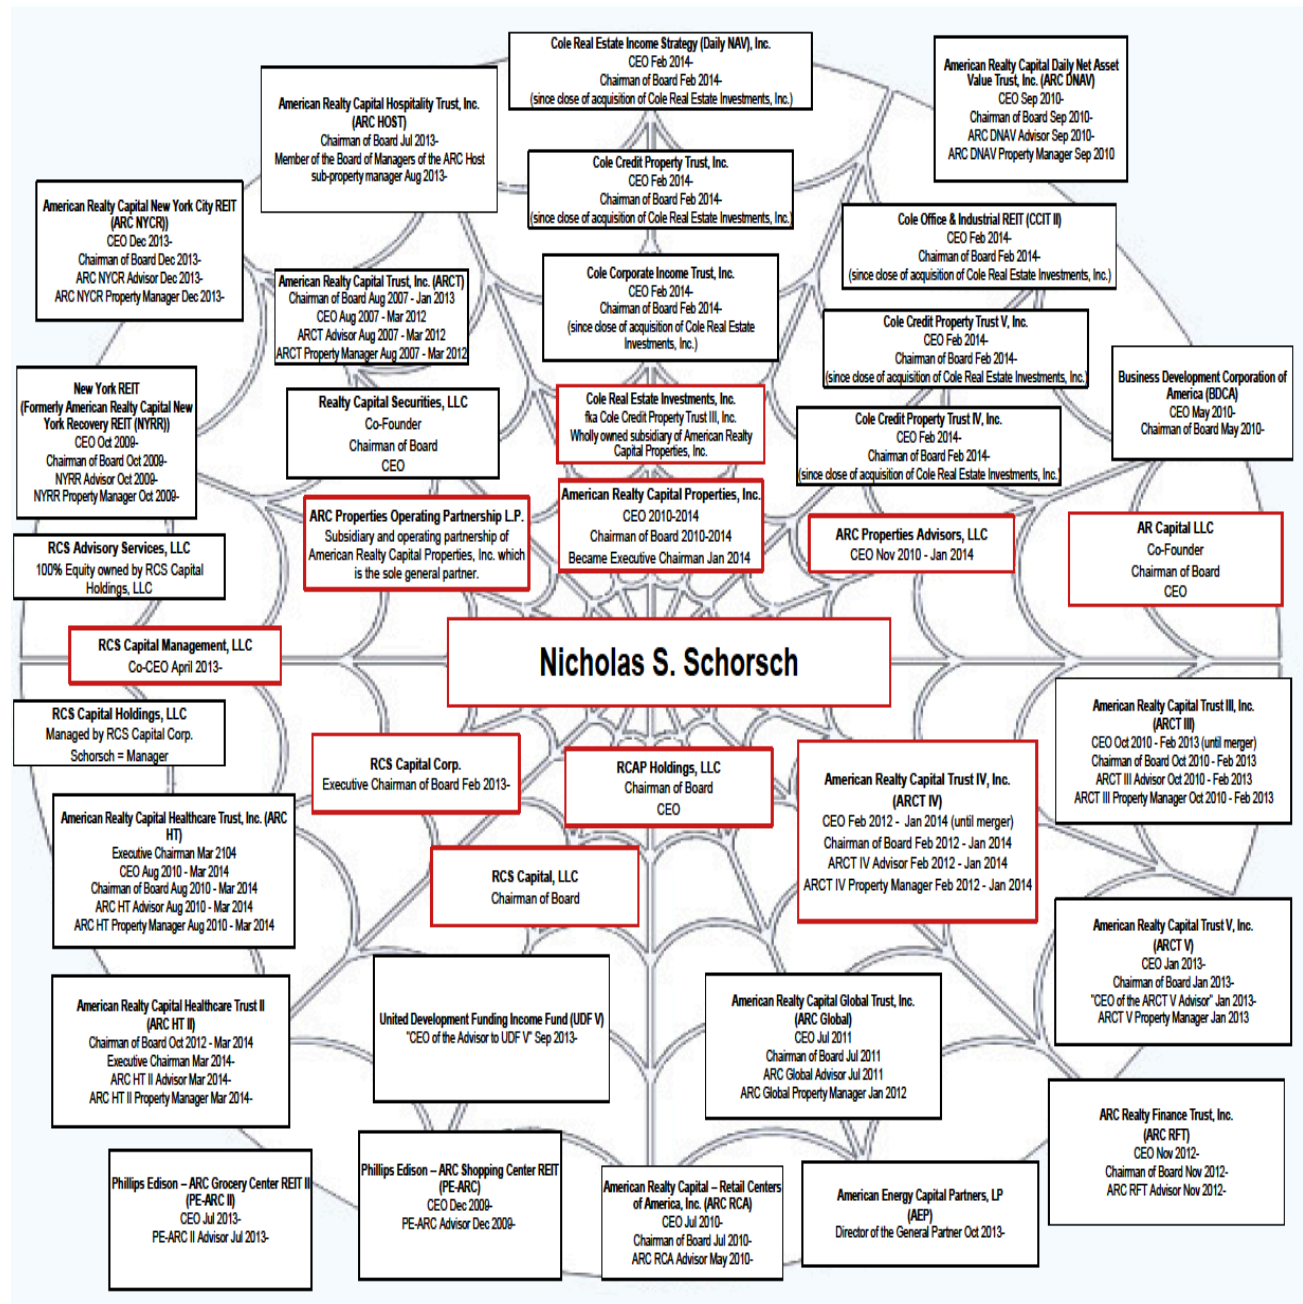 Cole Real Estate Income Strategy (Daily NAV), Inc.
CEO Feb 2014-
Chairman of Board Feb 2014-
(since close of acquisition of Cole Real Estate Investments, Inc.)
American Realty Capital Daily Net Asset
Value Trust, Inc. (ARC DNAV)
CEO Sep 2010-
Chairman of Board Sep 2010-
ARC DNAV Advisor Sep 2010-
ARC DNAV Property Manager Sep 2010
American Realty Capital Hospitality Trust, Inc.
(ARC HOST)
Chairman of Board Jul 2013-
Member of the Board of Managers of the ARC Host
sub-property manager Aug 2013-
Cole Credit Property Trust, Inc.
CEO Feb 2014-
Chairman of Board Feb 2014-
(since close of acquisition of Cole Real Estate Investments, Inc.)
American Realty Capital New York City REIT
(ARC NYCR))
CEO Dec 2013-
Chairman of Board Dec 2013-
ARC NYCR Advisor Dec 2013-
ARC NYCR Property Manager Dec 2013-
Cole Office & Industrial REIT (CCIT II)
CEO Feb 2014-
Chairman of Board Feb 2014-
(since close of acquisition of Cole Real Estate Investments, Inc.)
American Realty Capital Trust, Inc. (ARCT)
Chairman of Board Aug 2007 - Jan 2013
CEO Aug 2007 - Mar 2012
ARCT Advisor Aug 2007 - Mar 2012
ARCT Property Manager Aug 2007 - Mar 2012
Cole Corporate Income Trust, Inc.
CEO Feb 2014-
Chairman of Board Feb 2014-
(since close of acquisition of Cole Real Estate
Investments, Inc.)
Cole Credit Property Trust V, Inc.
CEO Feb 2014-
Chairman of Board Feb 2014-
(since close of acquisition of Cole Real Estate Investments, Inc.)
Business Development Corporation of
America (BDCA)
CEO May 2010-
Chairman of Board May 2010-
New York REIT
(Formerly American Realty Capital New
York Recovery REIT (NYRR))
CEO Oct 2009-
Chairman of Board Oct 2009-
NYRR Advisor Oct 2009-
NYRR Property Manager Oct 2009-
Realty Capital Securities, LLC
Co-Founder
Chairman of Board
CEO
Cole Real Estate Investments, Inc.
fka Cole Credit Property Trust III, Inc.
Wholly owned subsidiary of American Realty
Capital Properties, Inc.
Cole Credit Property Trust IV, Inc.
CEO Feb 2014-
Chairman of Board Feb 2014-
(since close of acquisition of Cole Real Estate Investments, Inc.)
ARC Properties Operating Partnership L.P.
Subsidiary and operating partnership of
American Realty Capital Properties, Inc. which
is the sole general partner.
American Realty Capital Properties, Inc.
CEO 2010-2014
Chairman of Board 2010-2014
Became Executive Chairman Jan 2014
ARC Properties Advisors, LLC
CEO Nov 2010 - Jan 2014
AR Capital LLC
Co-Founder
Chairman of Board
CEO
RCS Advisory Services, LLC
100% Equity owned by RCS Capital
Holdings, LLC
RCS Capital Management, LLC
Co-CEO April 2013-
Nicholas S. Schorsch
RCS Capital Holdings, LLC
Managed by RCS Capital Corp.
Schorsch = Manager
American Realty Capital Trust III, Inc.
(ARCT III)
CEO Oct 2010 - Feb 2013 (until merger)
Chairman of Board Oct 2010 - Feb 2013
ARCT III Advisor Oct 2010 - Feb 2013
ARCT III Property Manager Oct 2010 - Feb 2013
RCS Capital Corp.
Executive Chairman of Board Feb 2013-
RCAP Holdings, LLC
Chairman of Board
CEO
American Realty Capital Trust IV, Inc.
(ARCT IV)
CEO Feb 2012 - Jan 2014 (until merger)
Chairman of Board Feb 2012 - Jan 2014
ARCT IV Advisor Feb 2012 - Jan 2014
ARCT IV Property Manager Feb 2012 - Jan 2014
American Realty Capital Healthcare Trust, Inc. (ARC
HT)
Executive Chairman Mar 2104
CEO Aug 2010 - Mar 2014
Chairman of Board Aug 2010 - Mar 2014
ARC HT Advisor Aug 2010 - Mar 2014
ARC HT Property Manager Aug 2010 - Mar 2014
RCS Capital, LLC
Chairman of Board
American Realty Capital Trust V, Inc.
(ARCT V)
CEO Jan 2013-
Chairman of Board Jan 2013-
"CEO of the ARCT V Advisor" Jan 2013-
ARCT V Property Manager Jan 2013
American Realty Capital Healthcare Trust II
(ARC HT II)
Chairman of Board Oct 2012 - Mar 2014
Executive Chairman Mar 2014-
ARC HT II Advisor Mar 2014-
ARC HT II Property Manager Mar 2014-
United Development Funding Income Fund (UDF V)
"CEO of the Advisor to UDF V" Sep 2013-
American Realty Capital Global Trust, Inc.
(ARC Global)
CEO Jul 2011
Chairman of Board Jul 2011
ARC Global Advisor Jul 2011
ARC Global Property Manager Jan 2012
ARC Realty Finance Trust, Inc.
(ARC RFT)
CEO Nov 2012-
Chairman of Board Nov 2012-
ARC RFT Advisor Nov 2012-
Phillips Edison – ARC Grocery Center REIT II
(PE-ARC II)
CEO Jul 2013-
PE-ARC II Advisor Jul 2013-
Phillips Edison – ARC Shopping Center REIT
(PE-ARC)
CEO Dec 2009-
PE-ARC Advisor Dec 2009-
American Realty Capital – Retail Centers
of America, Inc. (ARC RCA)
CEO Jul 2010-
Chairman of Board Jul 2010-
ARC RCA Advisor May 2010-
American Energy Capital Partners, LP
(AEP)
Director of the General Partner Oct 2013-